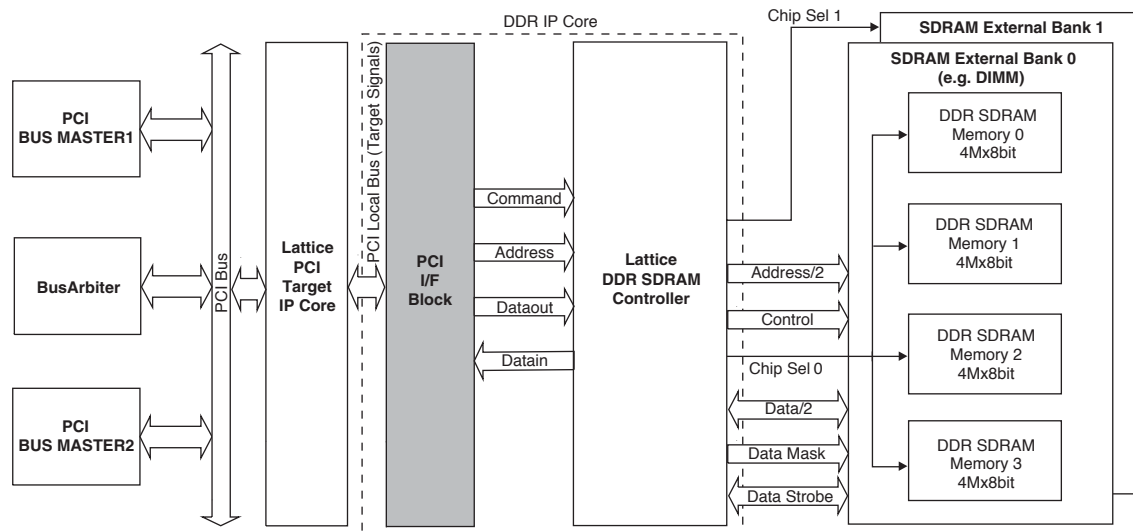 DDR IP Core
Chip Sel 1
SDRAM External Bank 1
SDRAM External Bank 0
(e.g. DIMM)
PCI
BUS MASTER1
BusArbiter
PCI
BUS MASTER2
PCI Bus
Lattice
PCI
Target
IP Core
PCI Local Bus (Target Signals)
PCI
I/F
Block
Command
Address
Dataout
Datain
Lattice
DDR SDRAM
Controller
Address/2
Control
Chip Sel 0
Data/2
Data Mask
Data Strobe
DDR SDRAM
Memory 0
4Mx8bit
DDR SDRAM
Memory 1
4Mx8bit
DDR SDRAM
Memory 2
4Mx8bit
DDR SDRAM
Memory 3
4Mx8bit